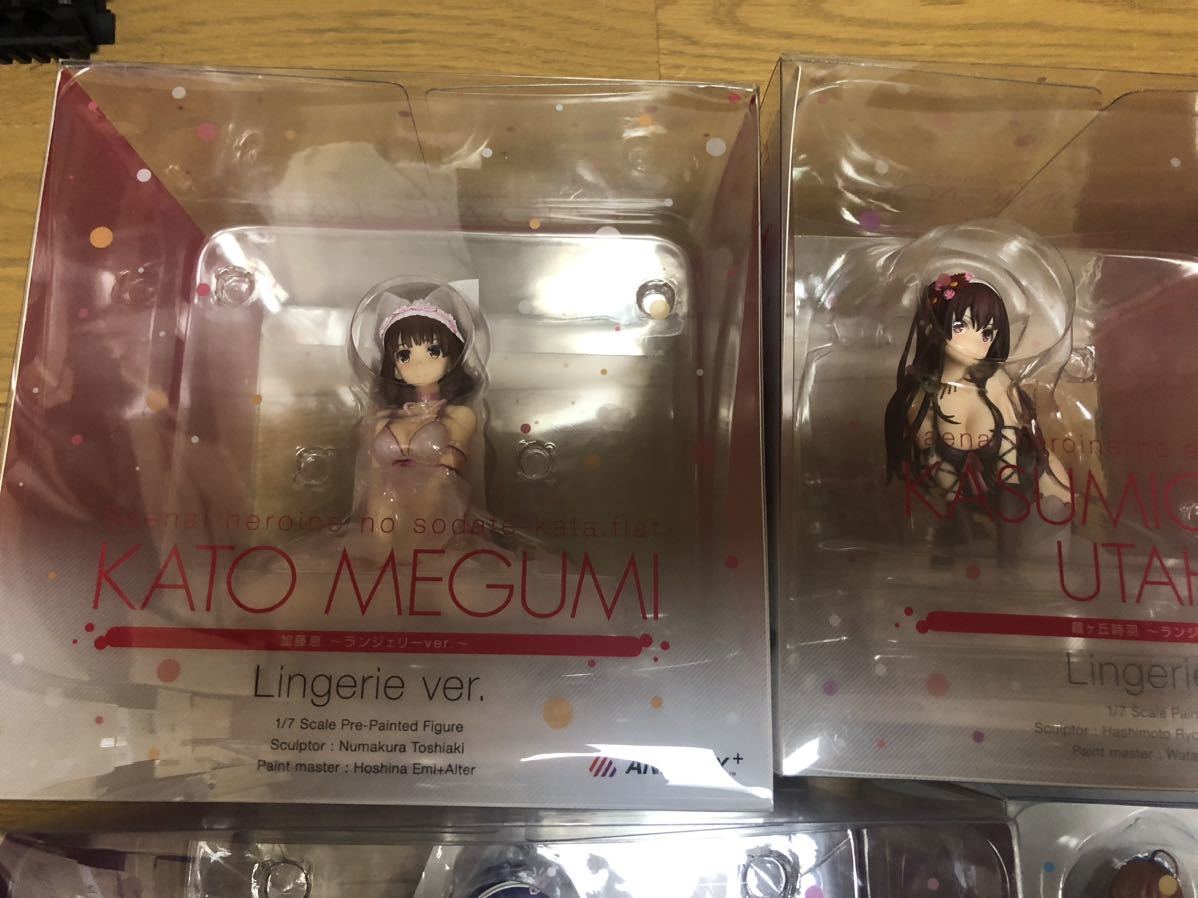 Saenai heroine no sodate-kata.flat
KATO MEGUMI
加藤恵 ～ランジェリーver.～
Lingerie ver.
1/7 Scale Pre-Painted Figure
Sculptor : Numakura Toshiaki
Paint master : Hoshina Emi+Alter
saenai heroine no s
KASUMIG
UTAH
霞ヶ丘詩羽 ～ランジ
Lingerie
1/7 Scale Pain
Sculptor : Hashimoto Ryo
Paint master : Wata